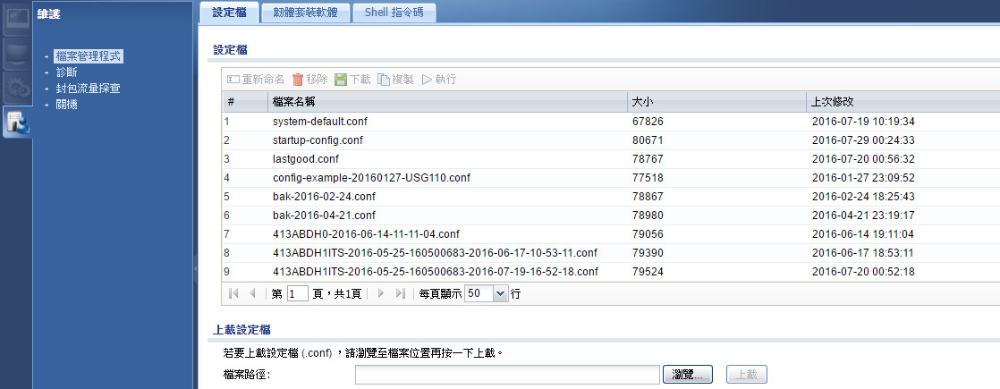 維護
檔案管理程式
診斷
封包流量探查
關機
設定檔 韌體套裝軟體 Shell 指令碼
設定檔
重新命名 移除 下載 複製 執行
# 檔案名稱 大小 上次修改
1 system-default.conf 67826 2016-07-19 10:19:34
2 startup-config.conf 80671 2016-07-29 00:24:33
3 lastgood.conf 78767 2016-07-20 00:56:32
4 config-example-20160127-USG110.conf 77518 2016-01-27 23:09:52
5 bak-2016-02-24.conf 78867 2016-02-24 18:25:43
6 bak-2016-04-21.conf 78980 2016-04-21 23:19:17
7 413ABDH0-2016-06-14-11-11-04.conf 79056 2016-06-14 19:11:04
8 413ABDH1ITS-2016-05-25-160500683-2016-06-17-10-53-11.conf 79390 2016-06-17 18:53:11
9 413ABDH1ITS-2016-05-25-160500683-2016-07-19-16-52-18.conf 79524 2016-07-20 00:52:18
第 1 頁，共1頁 每頁顯示 50 行
上載設定檔
若要上載設定檔 (.conf) ，請瀏覽至檔案位置再按一下上載。
檔案路徑: 瀏覽... 上載